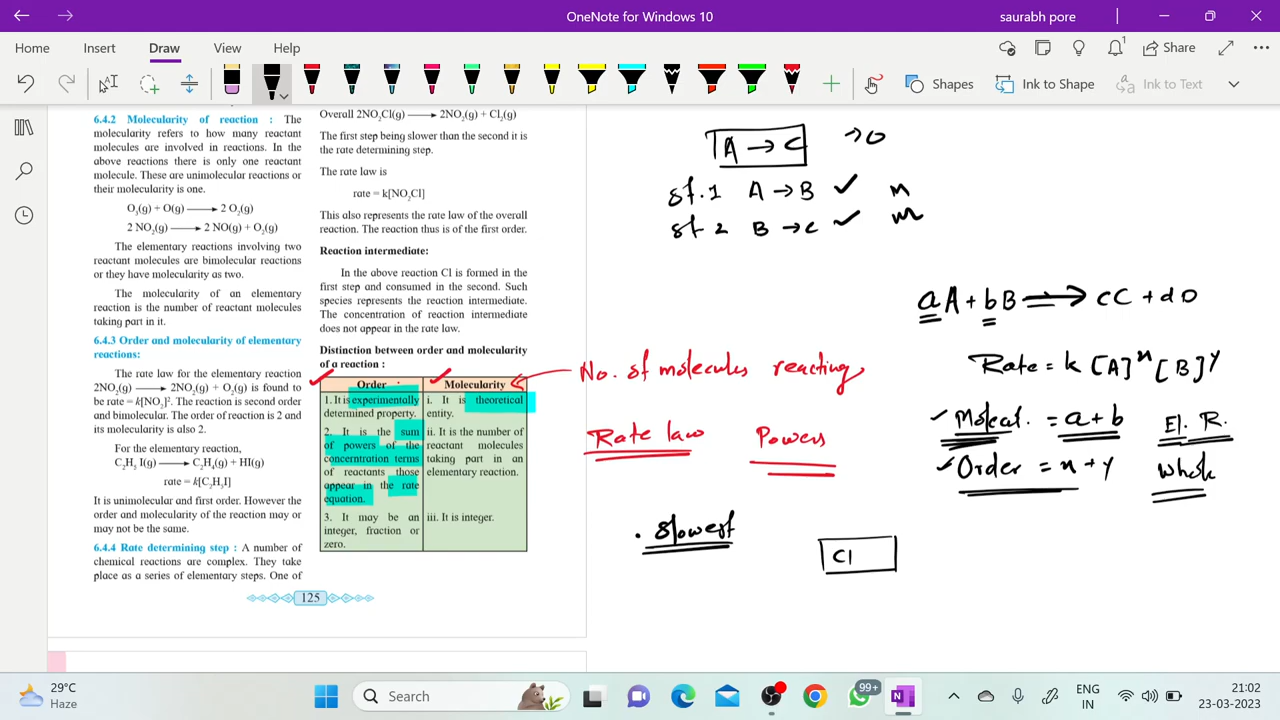 OneNote for Windows 10
saurabh pore
Home Insert Draw View Help
Share
Shapes
Ink to Shape
Ink to Text
6.4.2 Molecularity of reaction : The
molecularity refers to how many reactant
molecules are involved in reactions. In the
above reactions there is only one reactant
molecule. These are unimolecular reactions or
their molecularity is one.
O₃(g) + O(g) ⟶ 2 O₂(g)
2 NO₂(g) ⟶ 2 NO(g) + O₂(g)
The elementary reactions involving two
reactant molecules are bimolecular reactions
or they have molecularity as two.
The molecularity of an elementary
reaction is the number of reactant molecules
taking part in it.
6.4.3 Order and molecularity of elementary
reactions:
The rate law for the elementary reaction
2NO₂(g) ⟶ 2NO₂(g) + O₂(g) is found to
be rate = k[NO₂]². The reaction is second order
and bimolecular. The order of reaction is 2 and
its molecularity is also 2.
For the elementary reaction,
C₂H₅ I(g) ⟶ C₂H₄(g) + HI(g)
rate = k[C₂H₅I]
It is unimolecular and first order. However the
order and molecularity of the reaction may or
may not be the same.
6.4.4 Rate determining step : A number of
chemical reactions are complex. They take
place as a series of elementary steps. One of
Overall 2NO₂Cl(g) ⟶ 2NO₂(g) + Cl₂(g)
The first step being slower than the second it is
the rate determining step.
The rate law is
rate = k[NO₂Cl]
This also represents the rate law of the overall
reaction. The reaction thus is of the first order.
Reaction intermediate:
In the above reaction Cl is formed in the
first step and consumed in the second. Such
species represents the reaction intermediate.
The concentration of reaction intermediate
does not appear in the rate law.
Distinction between order and molecularity
of a reaction :
Order Molecularity
1. It is experimentally
determined property.
i. It is theoretical
entity.
2. It is the sum
of powers of the
concerntration terms
of reactants those
appear in the rate
equation.
ii. It is the number of
reactant molecules
taking part in an
elementary reaction.
3. It may be an
integer, fraction or
zero.
iii. It is integer.
125
A → C → O
st.1 A → B ✓ n
st 2 B → C ✓ m
aA + bB ⟶ cC + dD
Rate = k [A]ˣ [B]ʸ
No. of molecules reacting
Molcal. = a + b El. R.
Rate law Powers
Order = x + y whole
. Slowest
Cl
29°C
Haze
Search
99+
ENG
IN
21:02
23-03-2023